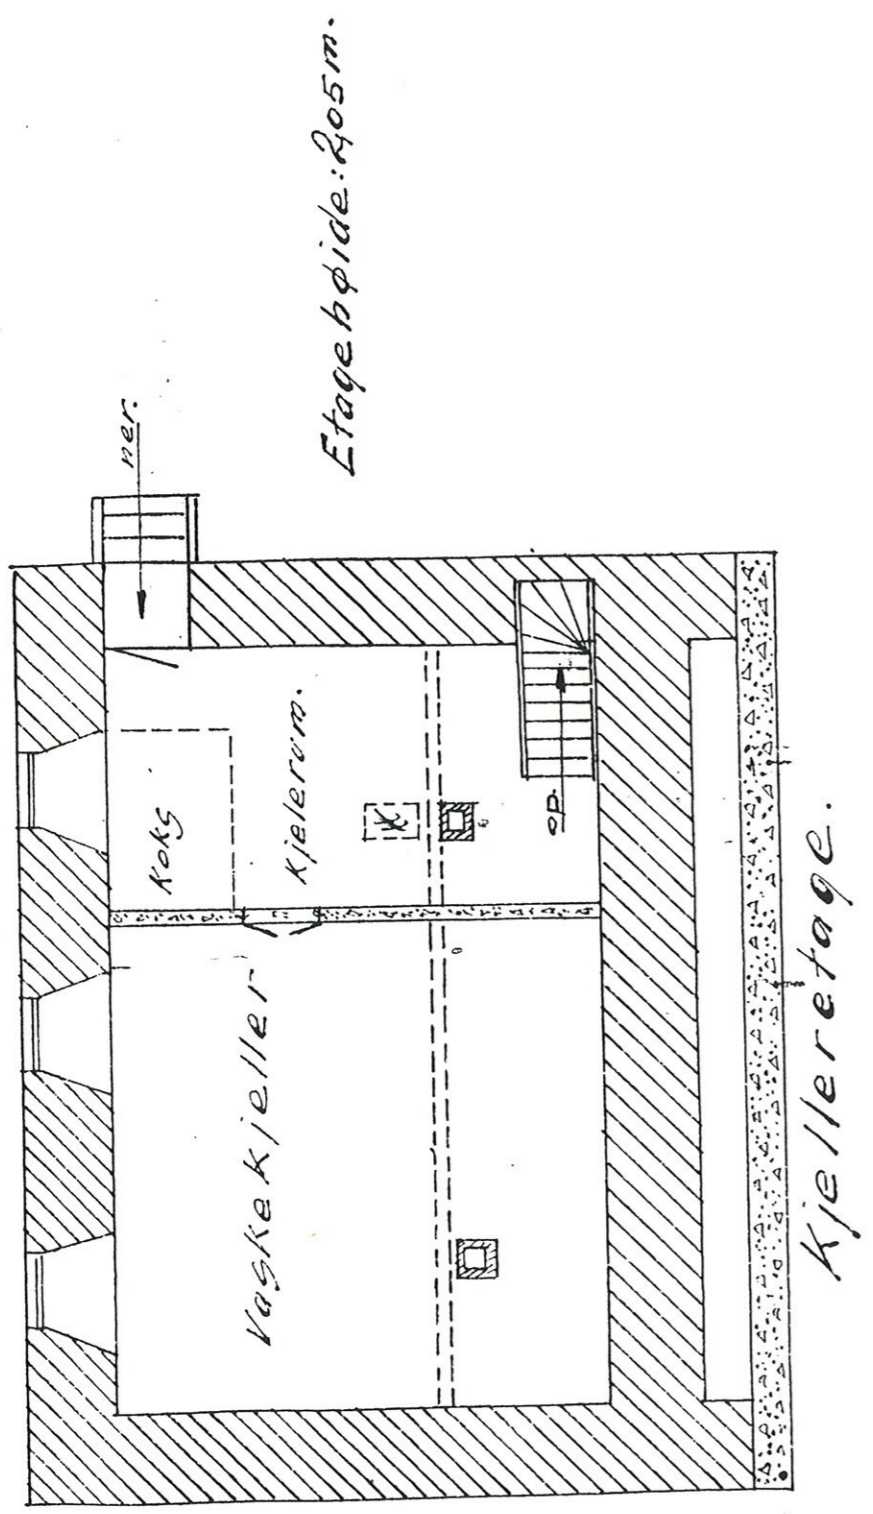 ner.
Etagehøide: 2,05 m.
Koks
Kjelerum.
K
op.
Vaskekjeller
Kjelleretage.